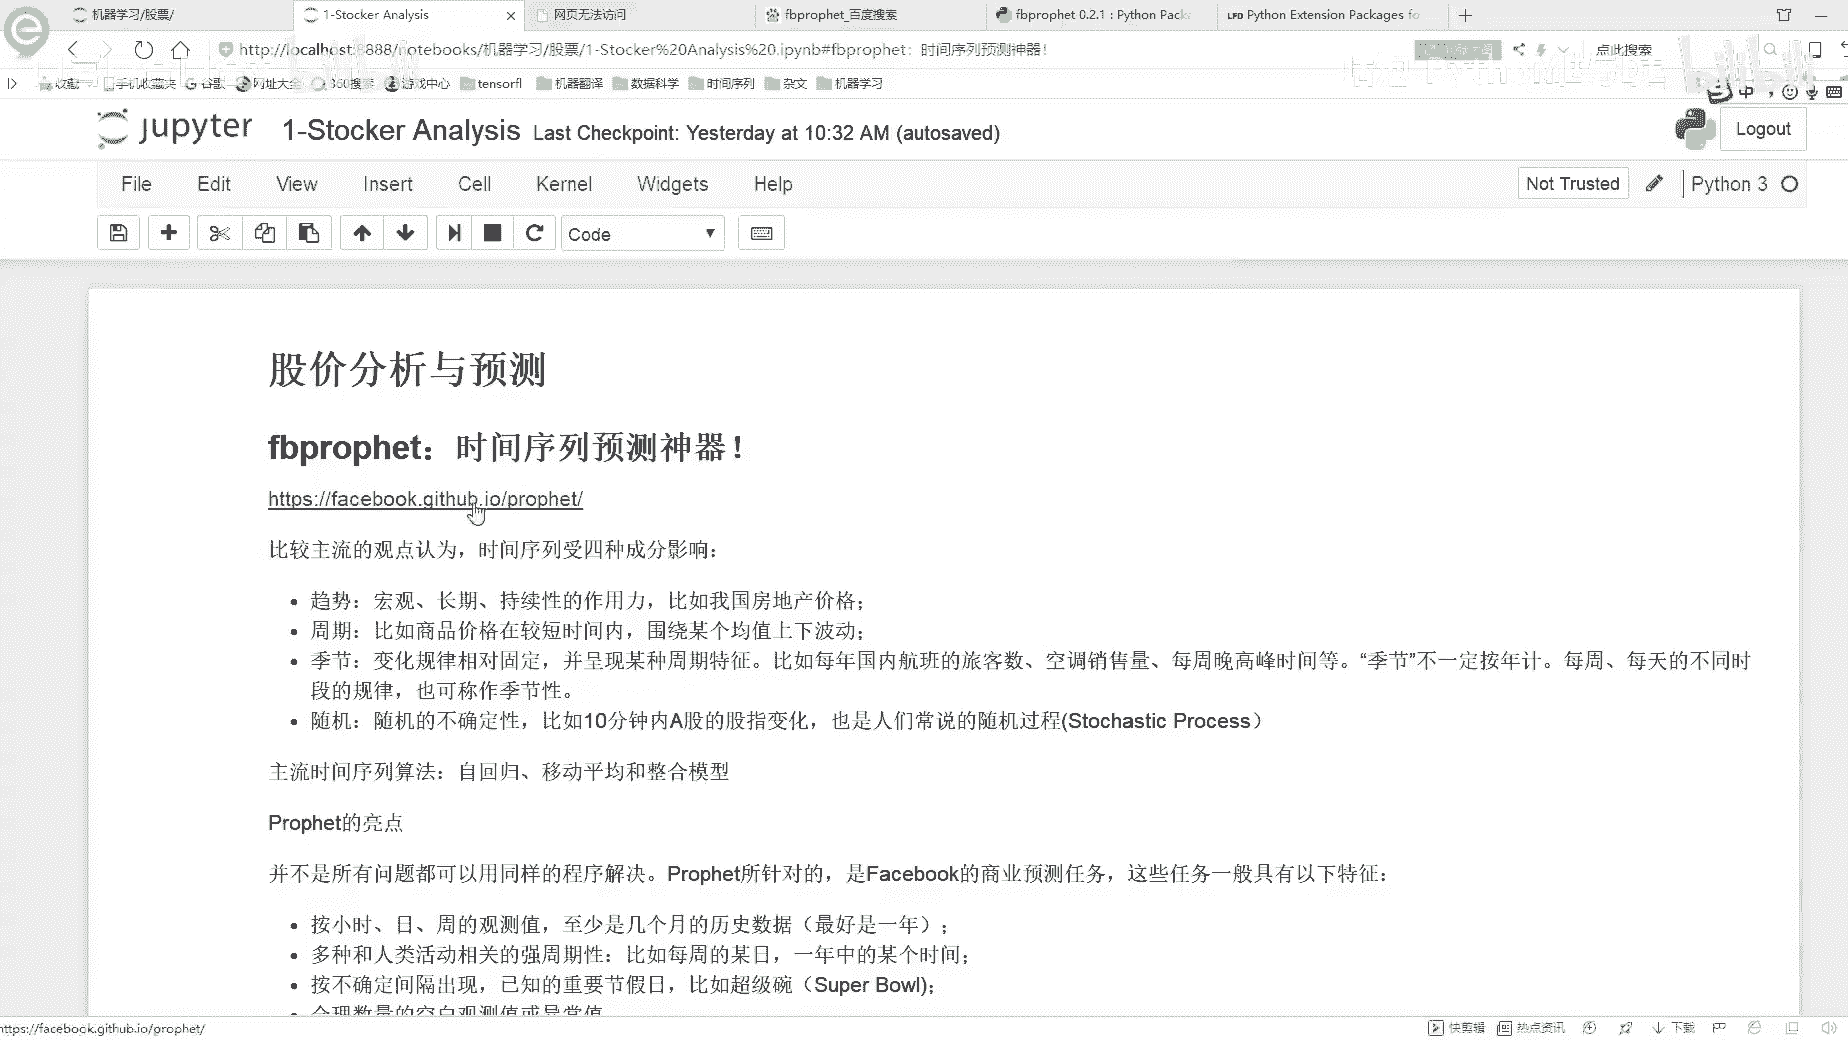 机器学习/股票/
1-Stocker Analysis
网页无法访问
fbprophet_百度搜索
fbprophet 0.2.1 : Python Pack
LFD Python Extension Packages fo
http://localhost:8888/notebooks/机器学习/股票/1-Stocker%20Analysis%20.ipynb#fbprophet：时间序列预测神器！
点此搜索
收藏 手机收藏夹 谷歌 网址大全 360搜索 游戏中心 tensorfl 机器翻译 数据科学 时间序列 杂文 机器学习
中
jupyter 1-Stocker Analysis Last Checkpoint: Yesterday at 10:32 AM (autosaved)
Logout
File Edit View Insert Cell Kernel Widgets Help
Not Trusted
Python 3
Code
股价分析与预测
fbprophet：时间序列预测神器！
https://facebook.github.io/prophet/
比较主流的观点认为，时间序列受四种成分影响：
趋势：宏观、长期、持续性的作用力，比如我国房地产价格；
周期：比如商品价格在较短时间内，围绕某个均值上下波动；
季节：变化规律相对固定，并呈现某种周期特征。比如每年国内航班的旅客数、空调销售量、每周晚高峰时间等。“季节”不一定按年计。每周、每天的不同时
段的规律，也可称作季节性。
随机：随机的不确定性，比如10分钟内A股的股指变化，也是人们常说的随机过程(Stochastic Process）
主流时间序列算法：自回归、移动平均和整合模型
Prophet的亮点
并不是所有问题都可以用同样的程序解决。Prophet所针对的，是Facebook的商业预测任务，这些任务一般具有以下特征：
按小时、日、周的观测值，至少是几个月的历史数据（最好是一年）；
多种和人类活动相关的强周期性：比如每周的某日，一年中的某个时间；
按不确定间隔出现，已知的重要节假日，比如超级碗（Super Bowl)；
合理数量的空白观测值或异常值
https://facebook.github.io/prophet/
快剪辑 热点资讯 下载